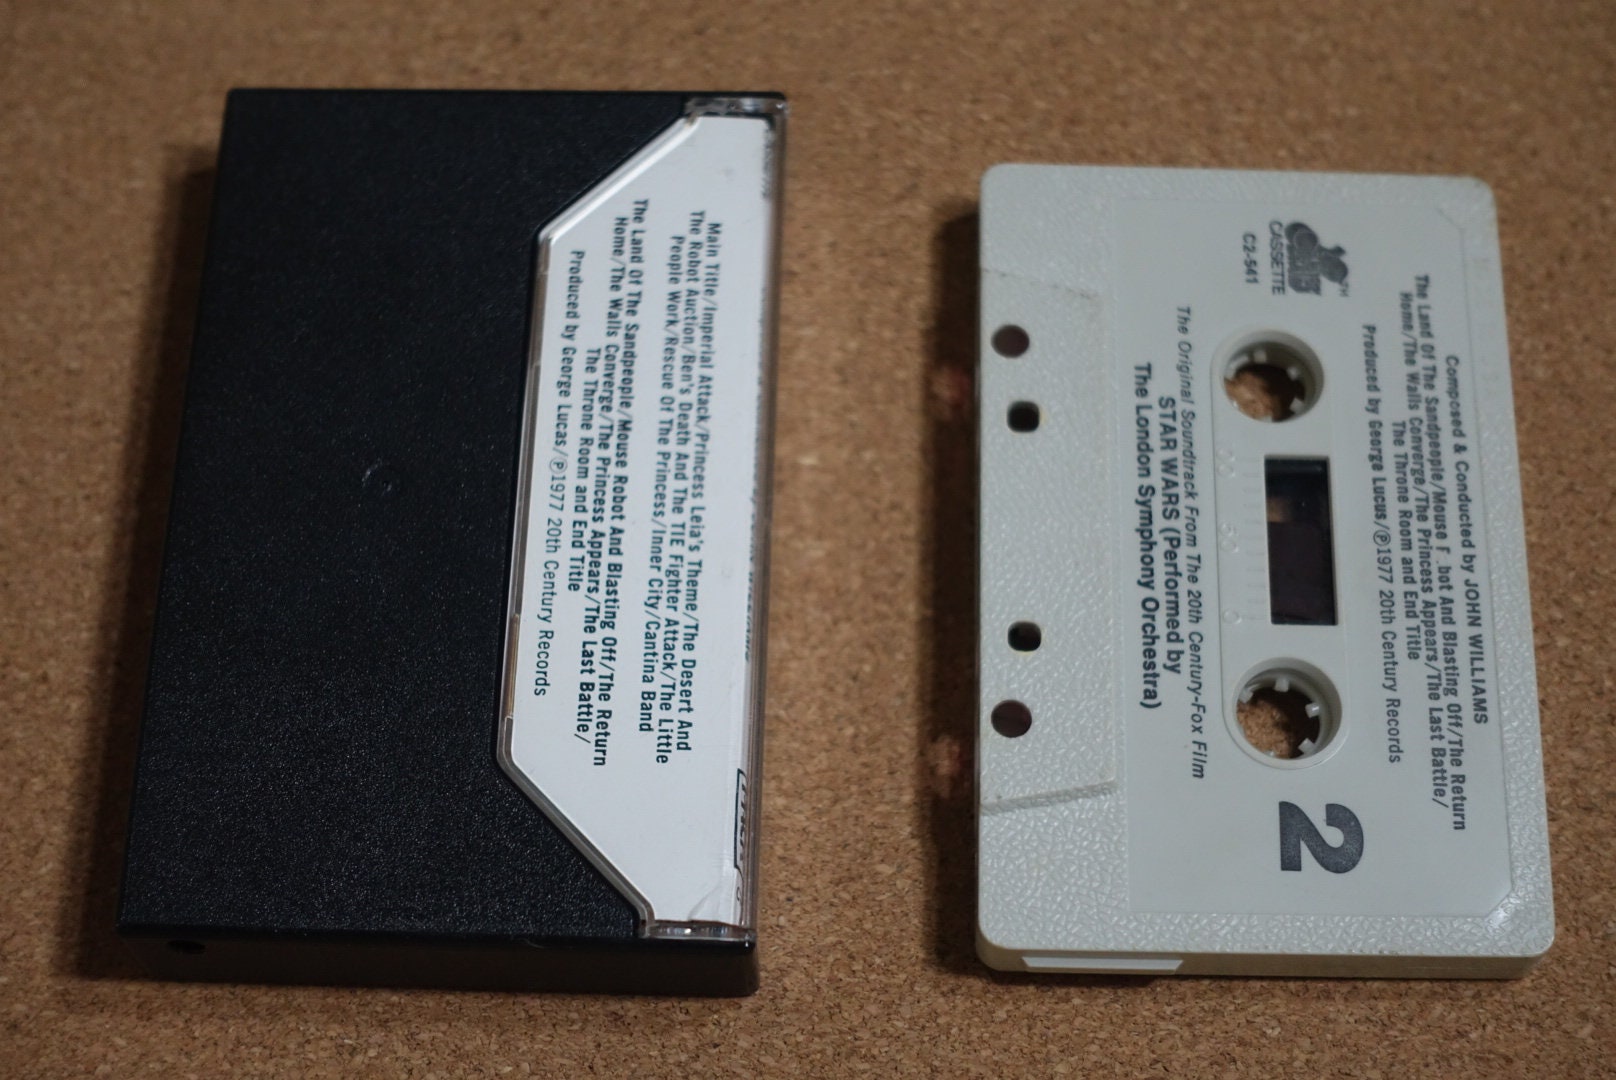 Main Title/Imperial Attack/Princess Leia's Theme/The Desert And
The Robot Auction/Ben's Death And The TIE Fighter Attack/The Little
People Work/Rescue Of The Princess/Inner City/Cantina Band
The Land Of The Sandpeople/Mouse Robot And Blasting Off/The Return
Home/The Walls Converge/The Princess Appears/The Last Battle/
The Throne Room and End Title
Produced by George Lucas/℗1977 20th Century Records
Composed & Conducted by JOHN WILLIAMS
The Land Of The Sandpeople/Mouse F bot And Blasting Off/The Return
Home/The Walls Converge/The Princess Appears/The Last Battle/
The Throne Room and End Title
Produced by George Lucus/℗1977 20th Century Records
CASSETTE
C2-541
2
100 50 0
The Original Soundtrack From The 20th Century-Fox Film
STAR WARS (Performed by
The London Symphony Orchestra)